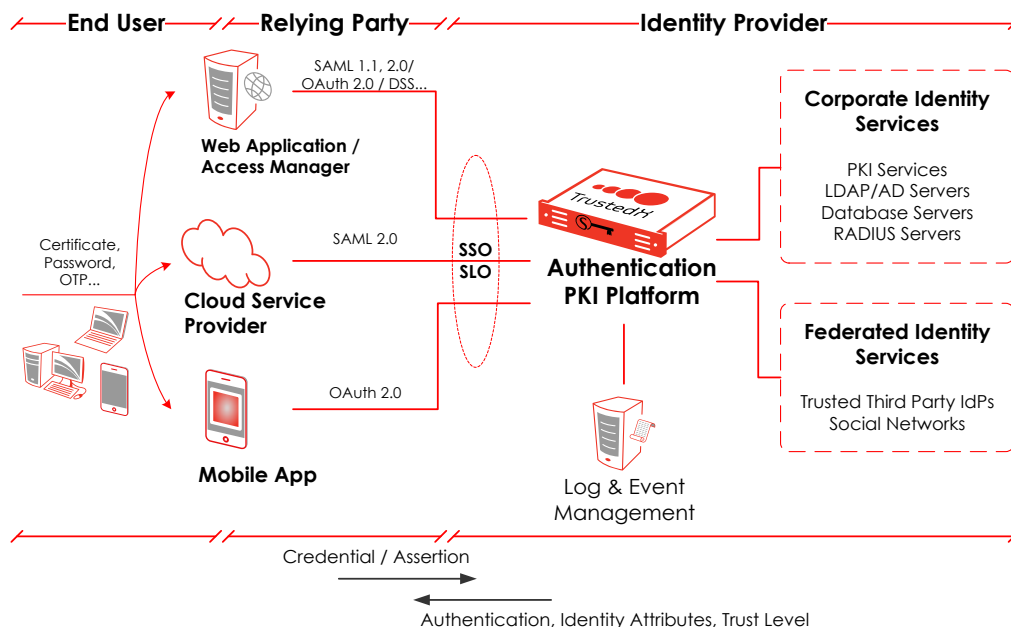 End User
Relying Party
Identity Provider
SAML 1.1, 2.0/
OAuth 2.0 / DSS...
Web Application /
Access Manager
Certificate,
Password,
OTP...
SAML 2.0
Cloud Service
Provider
OAuth 2.0
Mobile App
SSO
SLO
TrustedX
S
Authentication
PKI Platform
Log & Event
Management
Corporate Identity
Services
PKI Services
LDAP/AD Servers
Database Servers
RADIUS Servers
Federated Identity
Services
Trusted Third Party IdPs
Social Networks
Credential / Assertion
Authentication, Identity Attributes, Trust Level